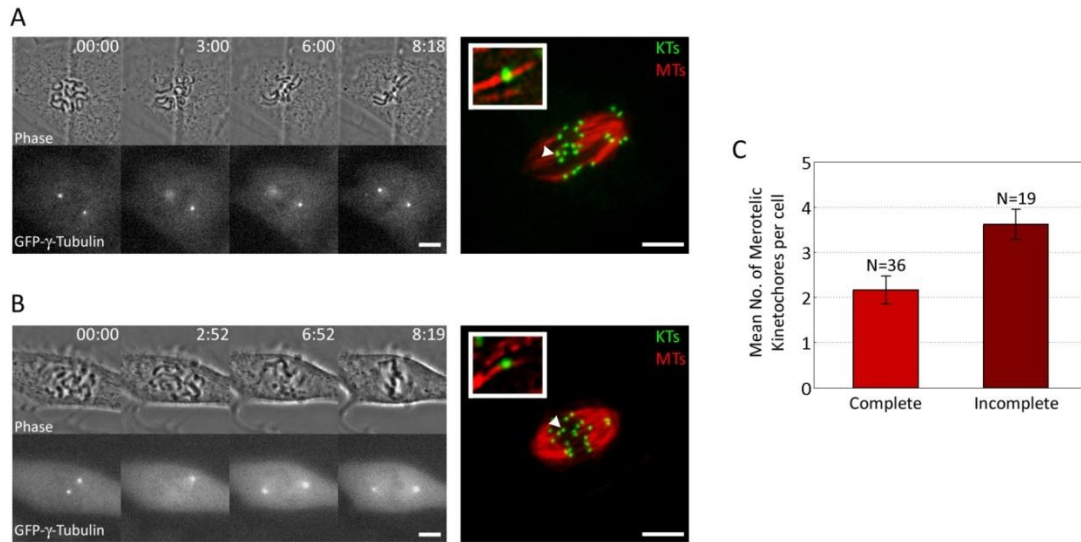 A
00:00 3:00 6:00 8:18
Phase
GFP-γ-Tubulin
KTs
MTs
B
00:00 2:52 6:52 8:19
Phase
GFP-γ-Tubulin
KTs
MTs
C
Mean No. of Merotelic
Kinetochores per cell
5
4
3
2
1
0
N=36
N=19
Complete Incomplete